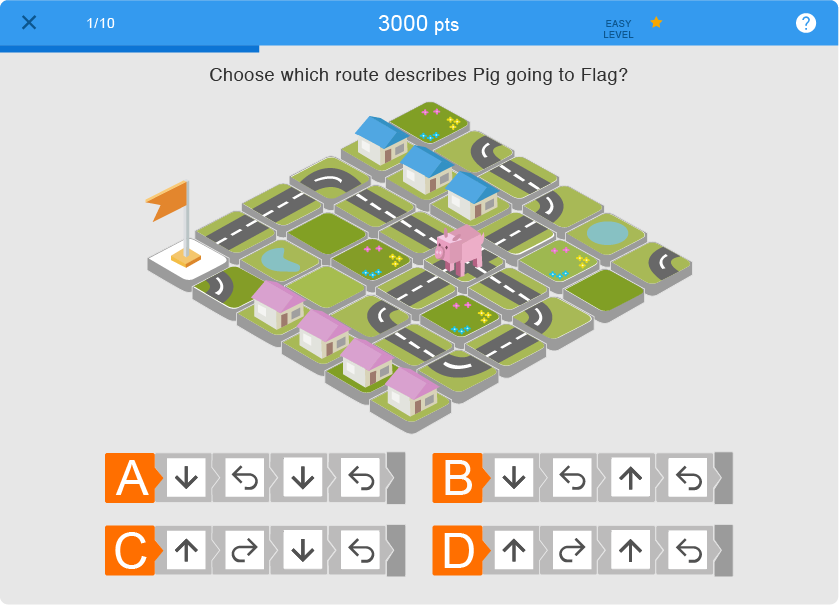 1/10
3000 pts
EASY
LEVEL
?
Choose which route describes Pig going to Flag?
A
B
C
D